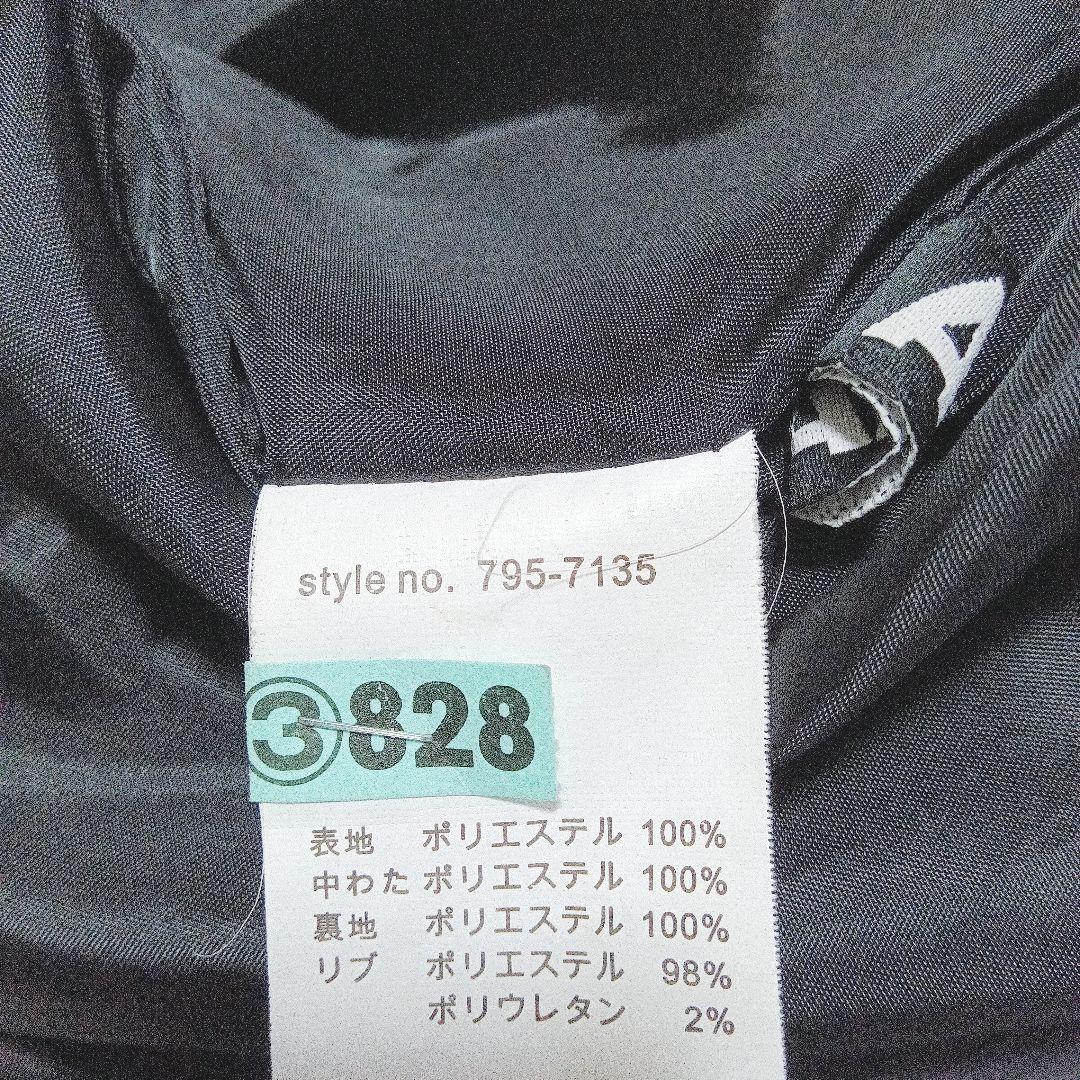 style no. 795-7135
③828
表地 ポリエステル 100%
中わた ポリエステル 100%
裏地 ポリエステル 100%
リブ ポリエステル 98%
ポリウレタン 2%